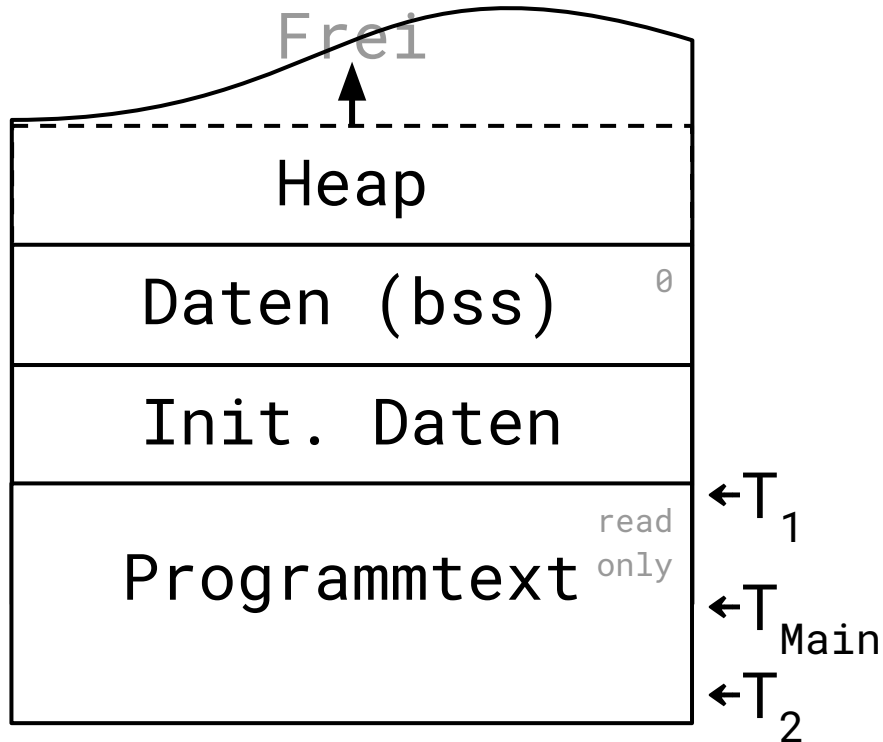 Frei
Heap
Daten (bss) 0
Init. Daten
T1
read
only
Programmtext
TMain
T2